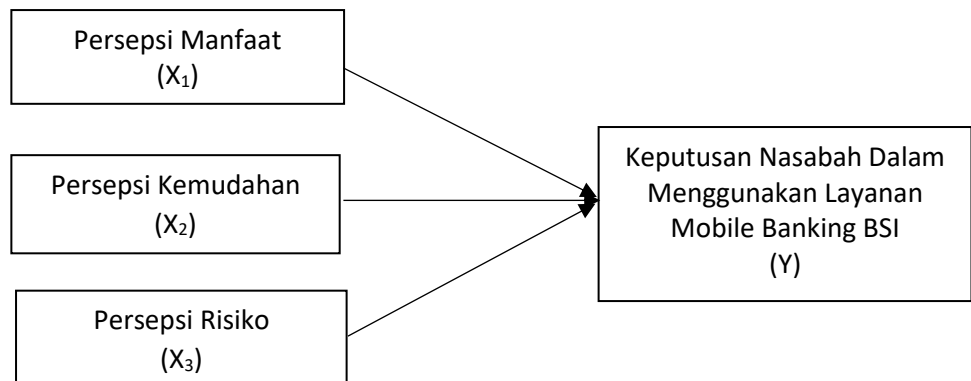 Persepsi Manfaat
(X₁)
Persepsi Kemudahan
(X₂)
Persepsi Risiko
(X₃)
Keputusan Nasabah Dalam
Menggunakan Layanan
Mobile Banking BSI
(Y)